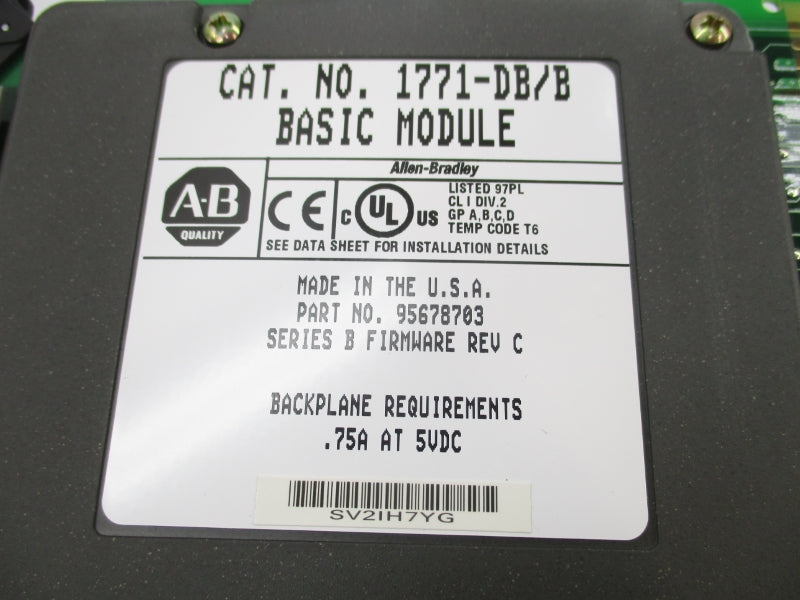 CAT. NO. 1771-DB/B
BASIC MODULE
Allen-Bradley
A-B
QUALITY
CE
C UL US
LISTED 97PL
CL I DIV.2
GP A,B,C,D
TEMP CODE T6
SEE DATA SHEET FOR INSTALLATION DETAILS
MADE IN THE U.S.A.
PART NO. 95678703
SERIES B FIRMWARE REV C
BACKPLANE REQUIREMENTS
.75A AT 5VDC
SV2IH7YG